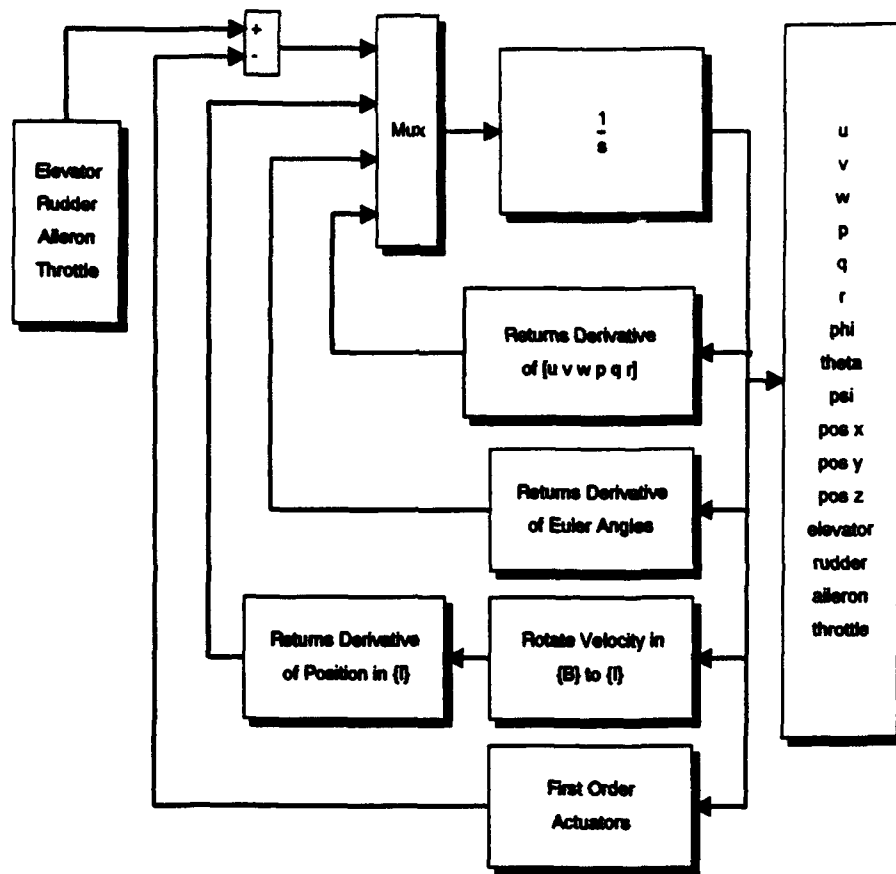 +
-
Elevator
Rudder
Aileron
Throttle
Mux
1
s
Returns Derivative
of [u v w p q r]
Returns Derivative
of Euler Angles
Returns Derivative
of Position in {I}
Rotate Velocity in
{B} to {I}
First Order
Actuators
u
v
w
p
q
r
phi
theta
psi
pos x
pos y
pos z
elevator
rudder
aileron
throttle